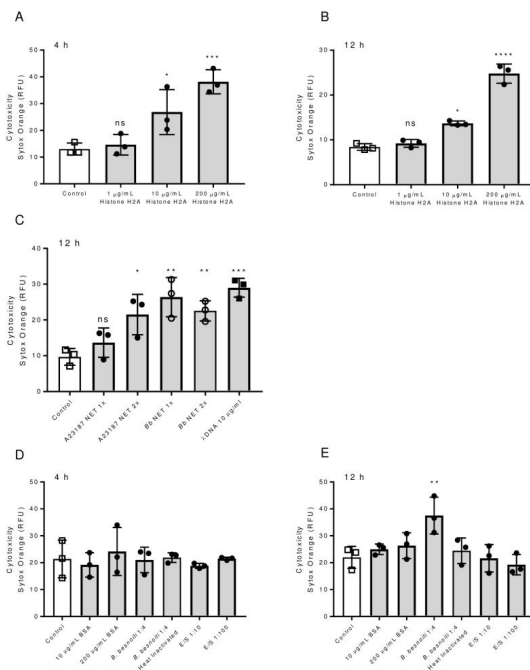 A
4 h
Cytotoxicity
Sytox Orange (RFU)
50
40
30
20
10
0
ns
*
***
Control
1 µg/mL
Histone H2A
10 µg/mL
Histone H2A
200 µg/mL
Histone H2A
B
12 h
Cytotoxicity
Sytox Orange (RFU)
30
20
10
0
ns
*
****
Control
1 µg/mL
Histone H2A
10 µg/mL
Histone H2A
200 µg/mL
Histone H2A
C
12 h
Cytotoxicity
Sytox Orange (RFU)
40
30
20
10
0
ns
*
**
**
***
Control
A23187 NET 1x
A23187 NET 2x
Bb NET 1x
Bb NET 2x
λDNA 10 µg/ml
D
4 h
Cytotoxicity
Sytox Orange (RFU)
50
40
30
20
10
0
Control
10 µg/mL BSA
200 µg/mL BSA
B. besnoiti 1:4
B. besnoiti 1:4
Heat Inactivated
E/S 1:10
E/S 1:100
E
12 h
Cytotoxicity
Sytox Orange (RFU)
60
50
40
30
20
10
0
**
Control
10 µg/mL BSA
200 µg/mL BSA
B. besnoiti 1:4
B. besnoiti 1:4
Heat Inactivated
E/S 1:10
E/S 1:100